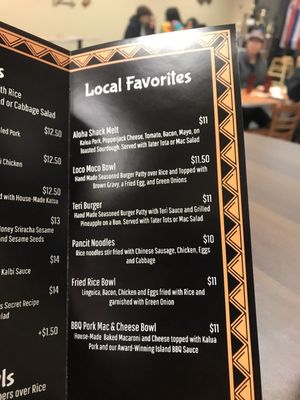 s
th Rice
d or Cabbage Salad
$12.50
lled Pork
$12.50
i Chicken
$12.50
ed with House-Made Katsu
$13
Honey Sriracha Sesame
and Sesame Seeds
$14
Kalbi Sauce
$14
s Secret Recipe
alad
+$1.50
wls
bers over Rice
Local Favorites
Aloha Shack Melt $11
Kalua Pork, Pepperjack Cheese, Tomato, Bacon, Mayo, on
Toasted Sourdough. Served with Tater Tots or Mac Salad
Loco Moco Bowl $11.50
Hand Made Seasoned Burger Patty over Rice and Topped with
Brown Gravy, a Fried Egg, and Green Onions
Teri Burger $11
Hand Made Seasoned Burger Patty with Teri Sauce and Grilled
Pineapple on a Bun. Served with Tater Tots or Mac Salad
Pancit Noodles $10
Rice noodles stir fried with Chinese Sausage, Chicken, Eggs
and Cabbage
Fried Rice Bowl $11
Linguica, Bacon, Chicken and Eggs fried with Rice and
garnished with Green Onion
BBQ Pork Mac & Cheese Bowl $11
House-Made Baked Macaroni and Cheese topped with Kalua
Pork and our Award-Winning Island BBQ Sauce